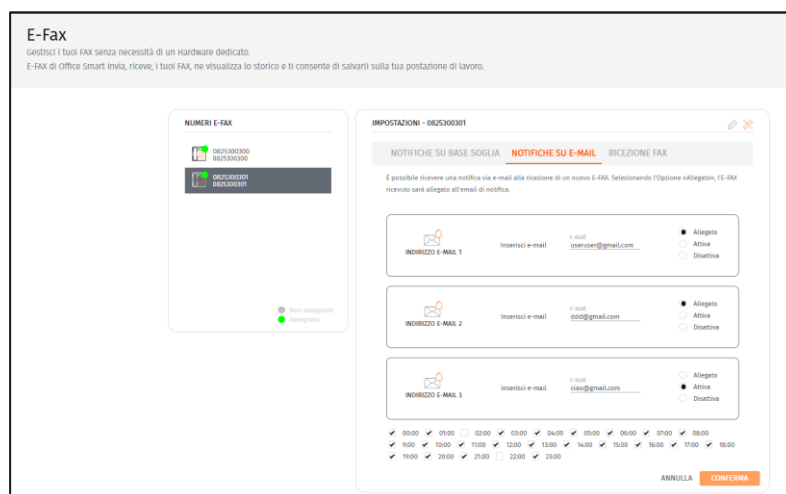 E-Fax
Gestisci i tuoi FAX senza necessità di un Hardware dedicato.
E-FAX di Office Smart invia, riceve, i tuoi FAX, ne visualizza lo storico e ti consente di salvarli sulla tua postazione di lavoro.
NUMERI E-FAX
0825300300
0825300300
0825300301
0825300301
Non assegnato
Assegnato
IMPOSTAZIONI - 0825300301
NOTIFICHE SU BASE SOGLIA NOTIFICHE SU E-MAIL RICEZIONE FAX
È possibile ricevere una notifica via e-mail alla ricezione di un nuovo E-FAX. Selezionando l'Opzione «Allegato», l'E-FAX
ricevuto sarà allegato all'email di notifica.
INDIRIZZO E-MAIL 1
Inserisci e-mail
E-mail
useruser@gmail.com
Allegato
Attiva
Disattiva
INDIRIZZO E-MAIL 2
Inserisci e-mail
E-mail
ddd@gmail.com
Allegato
Attiva
Disattiva
INDIRIZZO E-MAIL 3
Inserisci e-mail
E-mail
ciao@gmail.com
Allegato
Attiva
Disattiva
00:00 01:00 02:00 03:00 04:00 05:00 06:00 07:00 08:00
9:00 10:00 11:00 12:00 13:00 14:00 15:00 16:00 17:00 18:00
19:00 20:00 21:00 22:00 23:00
ANNULLA CONFERMA